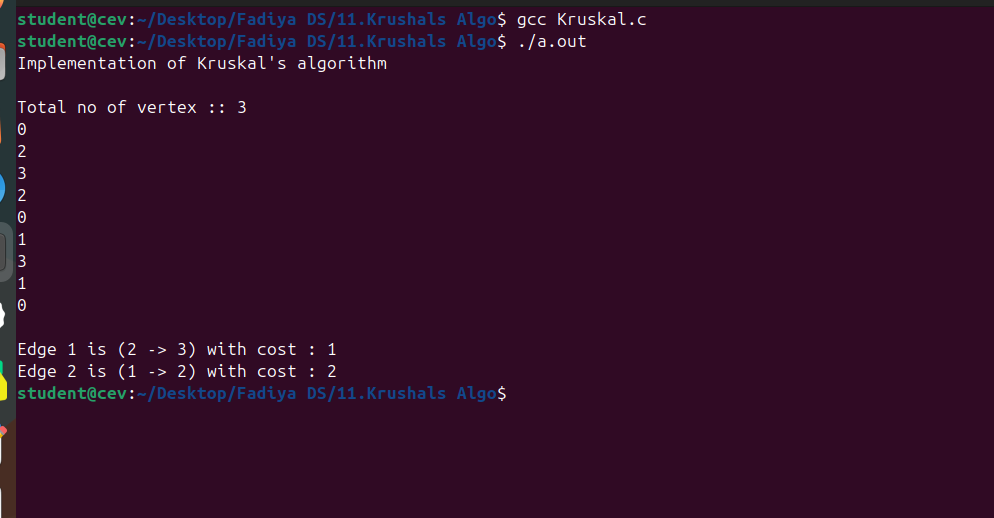 student@cev:~/Desktop/Fadiya DS/11.Krushals Algo$ gcc Kruskal.c
student@cev:~/Desktop/Fadiya DS/11.Krushals Algo$ ./a.out
Implementation of Kruskal's algorithm
Total no of vertex :: 3
0
2
3
2
0
1
3
1
0
Edge 1 is (2 -> 3) with cost : 1
Edge 2 is (1 -> 2) with cost : 2
student@cev:~/Desktop/Fadiya DS/11.Krushals Algo$